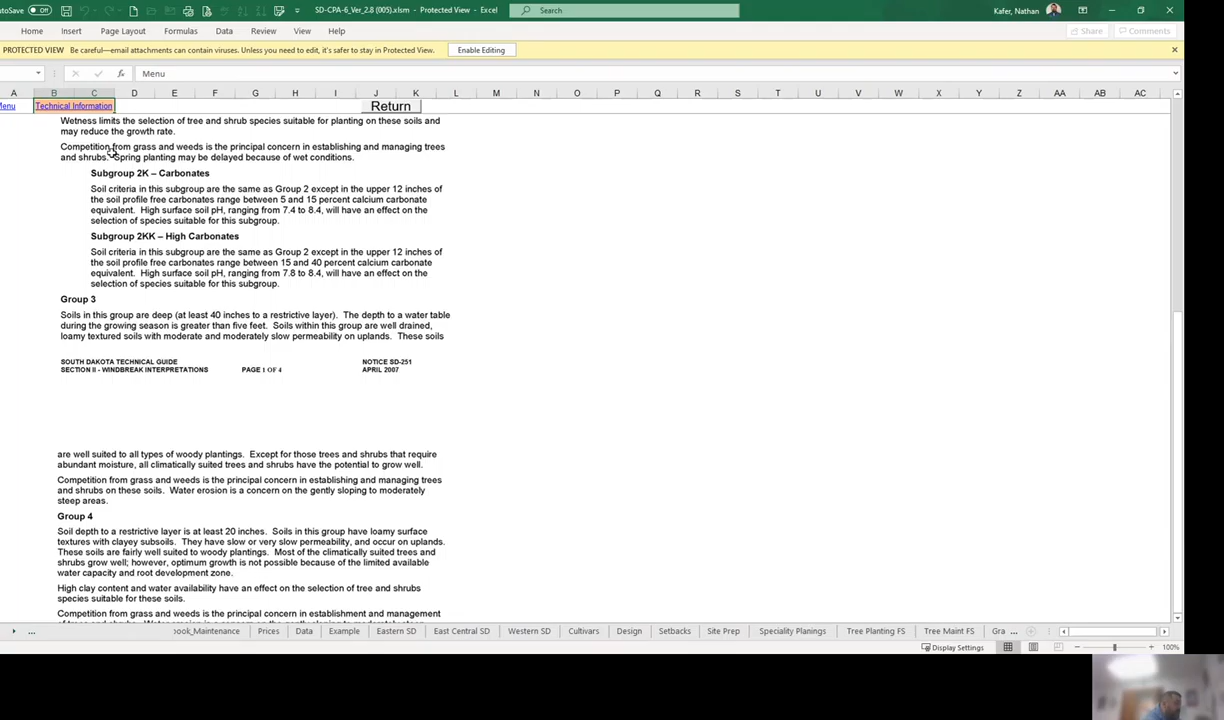 AutoSave Off
SD-CPA-6_Ver_2.8 (005).xlsm - Protected View - Excel
Search
Kafer, Nathan
Home Insert Page Layout Formulas Data Review View Help
Share Comments
PROTECTED VIEW Be careful—email attachments can contain viruses. Unless you need to edit, it's safer to stay in Protected View. Enable Editing
fx Menu
A B C D E F G H I J K L M N O P Q R S T U V W X Y Z AA AB AC
Menu Technical Information Return
Wetness limits the selection of tree and shrub species suitable for planting on these soils and
may reduce the growth rate.
Competition from grass and weeds is the principal concern in establishing and managing trees
and shrubs. Spring planting may be delayed because of wet conditions.
Subgroup 2K – Carbonates
Soil criteria in this subgroup are the same as Group 2 except in the upper 12 inches of
the soil profile free carbonates range between 5 and 15 percent calcium carbonate
equivalent. High surface soil pH, ranging from 7.4 to 8.4, will have an effect on the
selection of species suitable for this subgroup.
Subgroup 2KK – High Carbonates
Soil criteria in this subgroup are the same as Group 2 except in the upper 12 inches of
the soil profile free carbonates range between 15 and 40 percent calcium carbonate
equivalent. High surface soil pH, ranging from 7.8 to 8.4, will have an effect on the
selection of species suitable for this subgroup.
Group 3
Soils in this group are deep (at least 40 inches to a restrictive layer). The depth to a water table
during the growing season is greater than five feet. Soils within this group are well drained,
loamy textured soils with moderate and moderately slow permeability on uplands. These soils
SOUTH DAKOTA TECHNICAL GUIDE NOTICE SD-251
SECTION II - WINDBREAK INTERPRETATIONS PAGE 1 OF 4 APRIL 2007
are well suited to all types of woody plantings. Except for those trees and shrubs that require
abundant moisture, all climatically suited trees and shrubs have the potential to grow well.
Competition from grass and weeds is the principal concern in establishing and managing trees
and shrubs on these soils. Water erosion is a concern on the gently sloping to moderately
steep areas.
Group 4
Soil depth to a restrictive layer is at least 20 inches. Soils in this group have loamy surface
textures with clayey subsoils. They have slow or very slow permeability, and occur on uplands.
These soils are fairly well suited to woody plantings. Most of the climatically suited trees and
shrubs grow well; however, optimum growth is not possible because of the limited available
water capacity and root development zone.
High clay content and water availability have an effect on the selection of tree and shrubs
species suitable for these soils.
Competition from grass and weeds is the principal concern in establishment and management
... ook_Maintenance Prices Data Example Eastern SD East Central SD Western SD Cultivars Design Setbacks Site Prep Speciality Planings Tree Planting FS Tree Maint FS Gra ...
Display Settings 100%